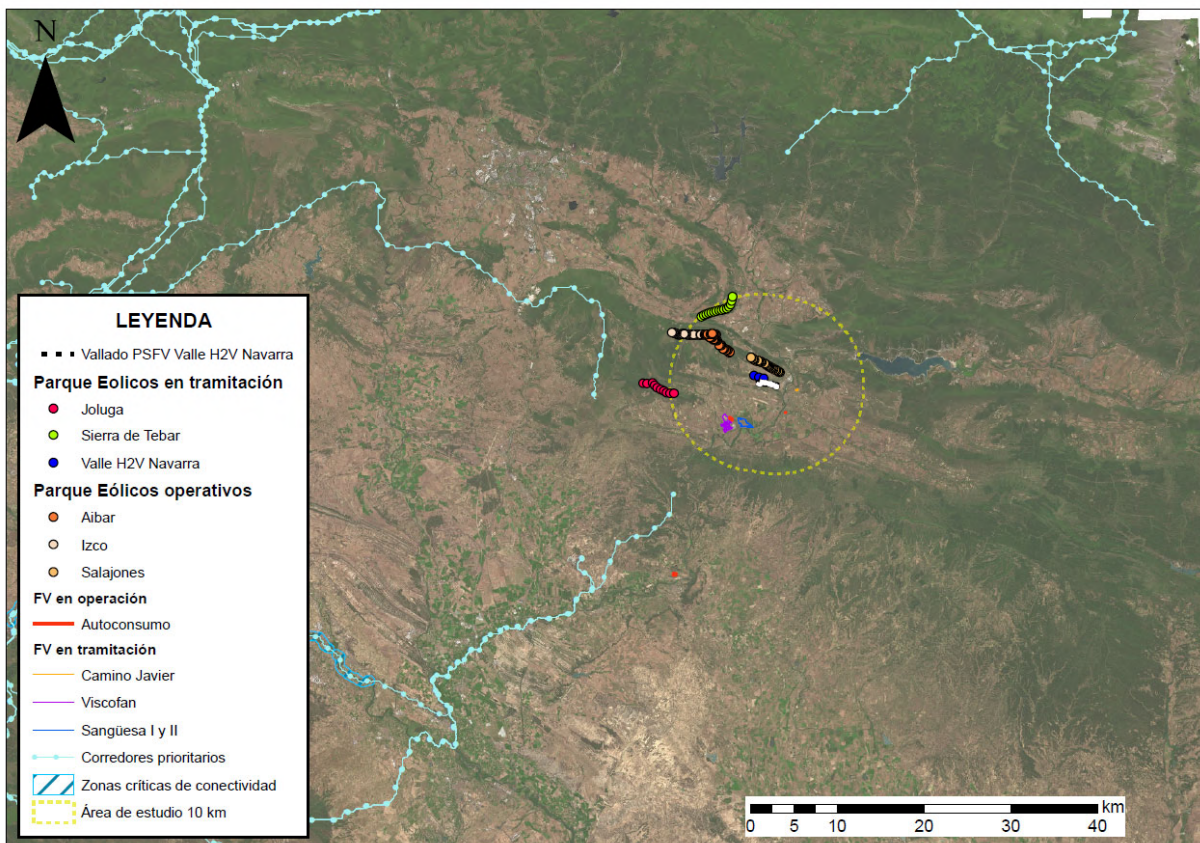 N
LEYENDA
Vallado PSFV Valle H2V Navarra
Parque Eolicos en tramitación
Joluga
Sierra de Tebar
Valle H2V Navarra
Parque Eólicos operativos
Aibar
Izco
Salajones
FV en operación
Autoconsumo
FV en tramitación
Camino Javier
Viscofan
Sangüesa I y II
Corredores prioritarios
Zonas críticas de conectividad
Área de estudio 10 km
km
0 5 10 20 30 40